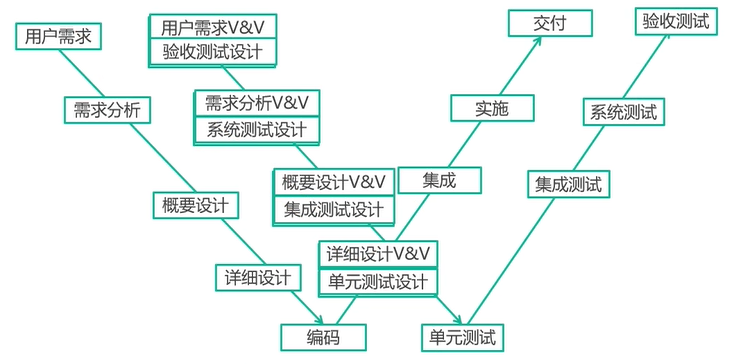 用户需求
用户需求V&V
验收测试设计
交付
验收测试
需求分析
需求分析V&V
系统测试设计
实施
系统测试
概要设计
概要设计V&V
集成测试设计
集成
集成测试
详细设计
详细设计V&V
单元测试设计
编码
单元测试